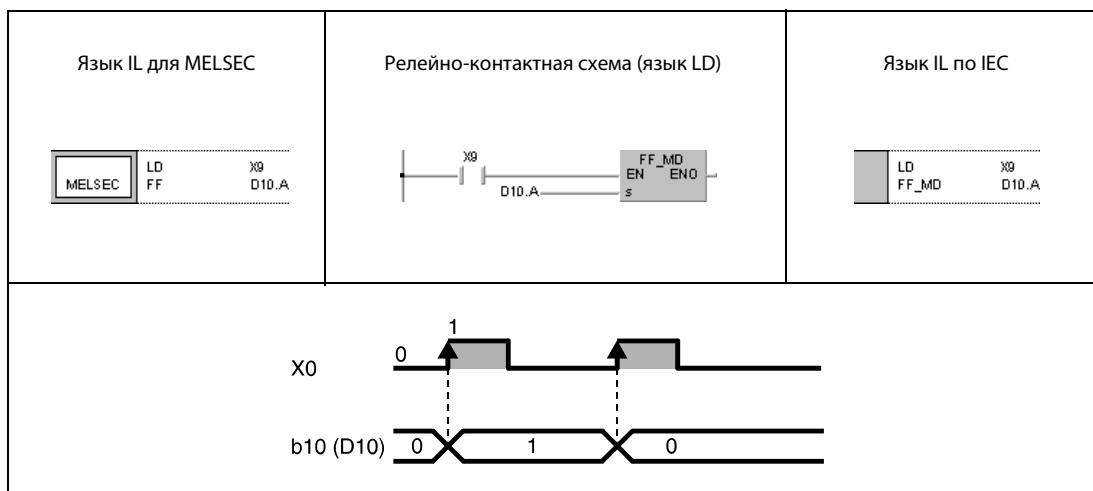 Язык IL для MELSEC
Релейно-контактная схема (язык LD)
Язык IL по IEC
MELSEC
LD X9
FF D10.A
X9
FF_MD
EN ENO
D10.A
s
LD X9
FF_MD D10.A
1
0
X0
b10 (D10) 0 1 0